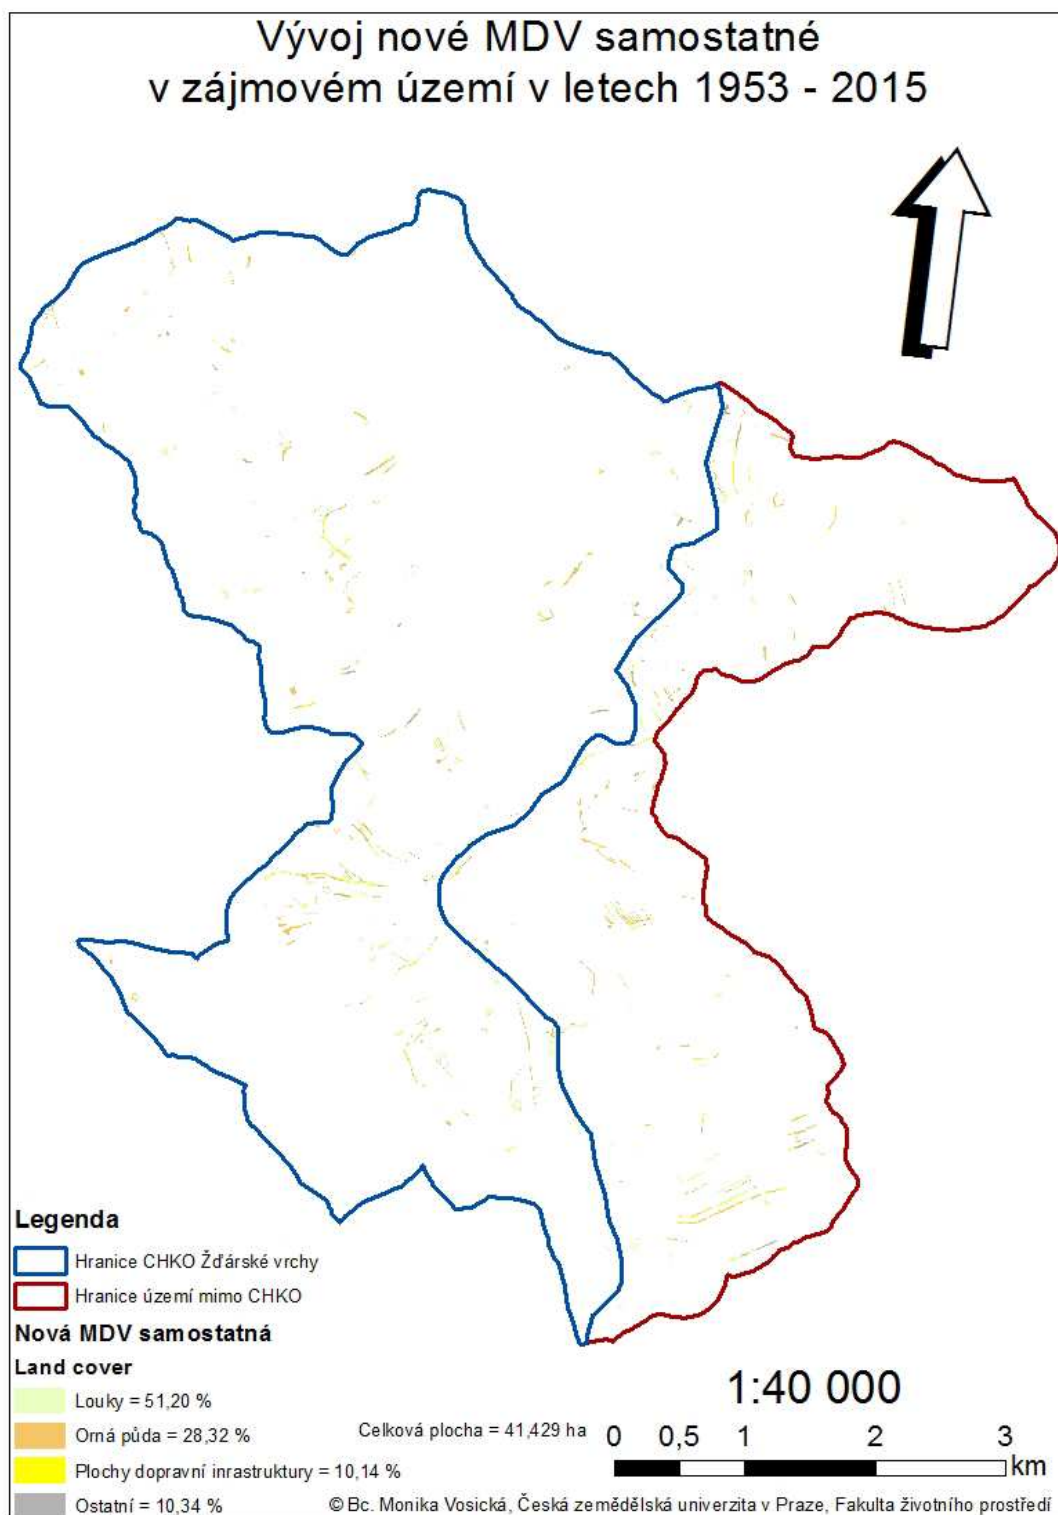 Vývoj nové MDV samostatné
v zájmovém území v letech 1953 - 2015
Legenda
Hranice CHKO Žďárské vrchy
Hranice území mimo CHKO
Nová MDV samostatná
Land cover
Louky = 51,20 %
Orná půda = 28,32 %
Plochy dopravní inrastruktury = 10,14 %
Ostatní = 10,34 %
Celková plocha = 41,429 ha
1:40 000
0 0,5 1 2 3
km
© Bc. Monika Vosická, Česká zemědělská univerzita v Praze, Fakulta životního prostředí